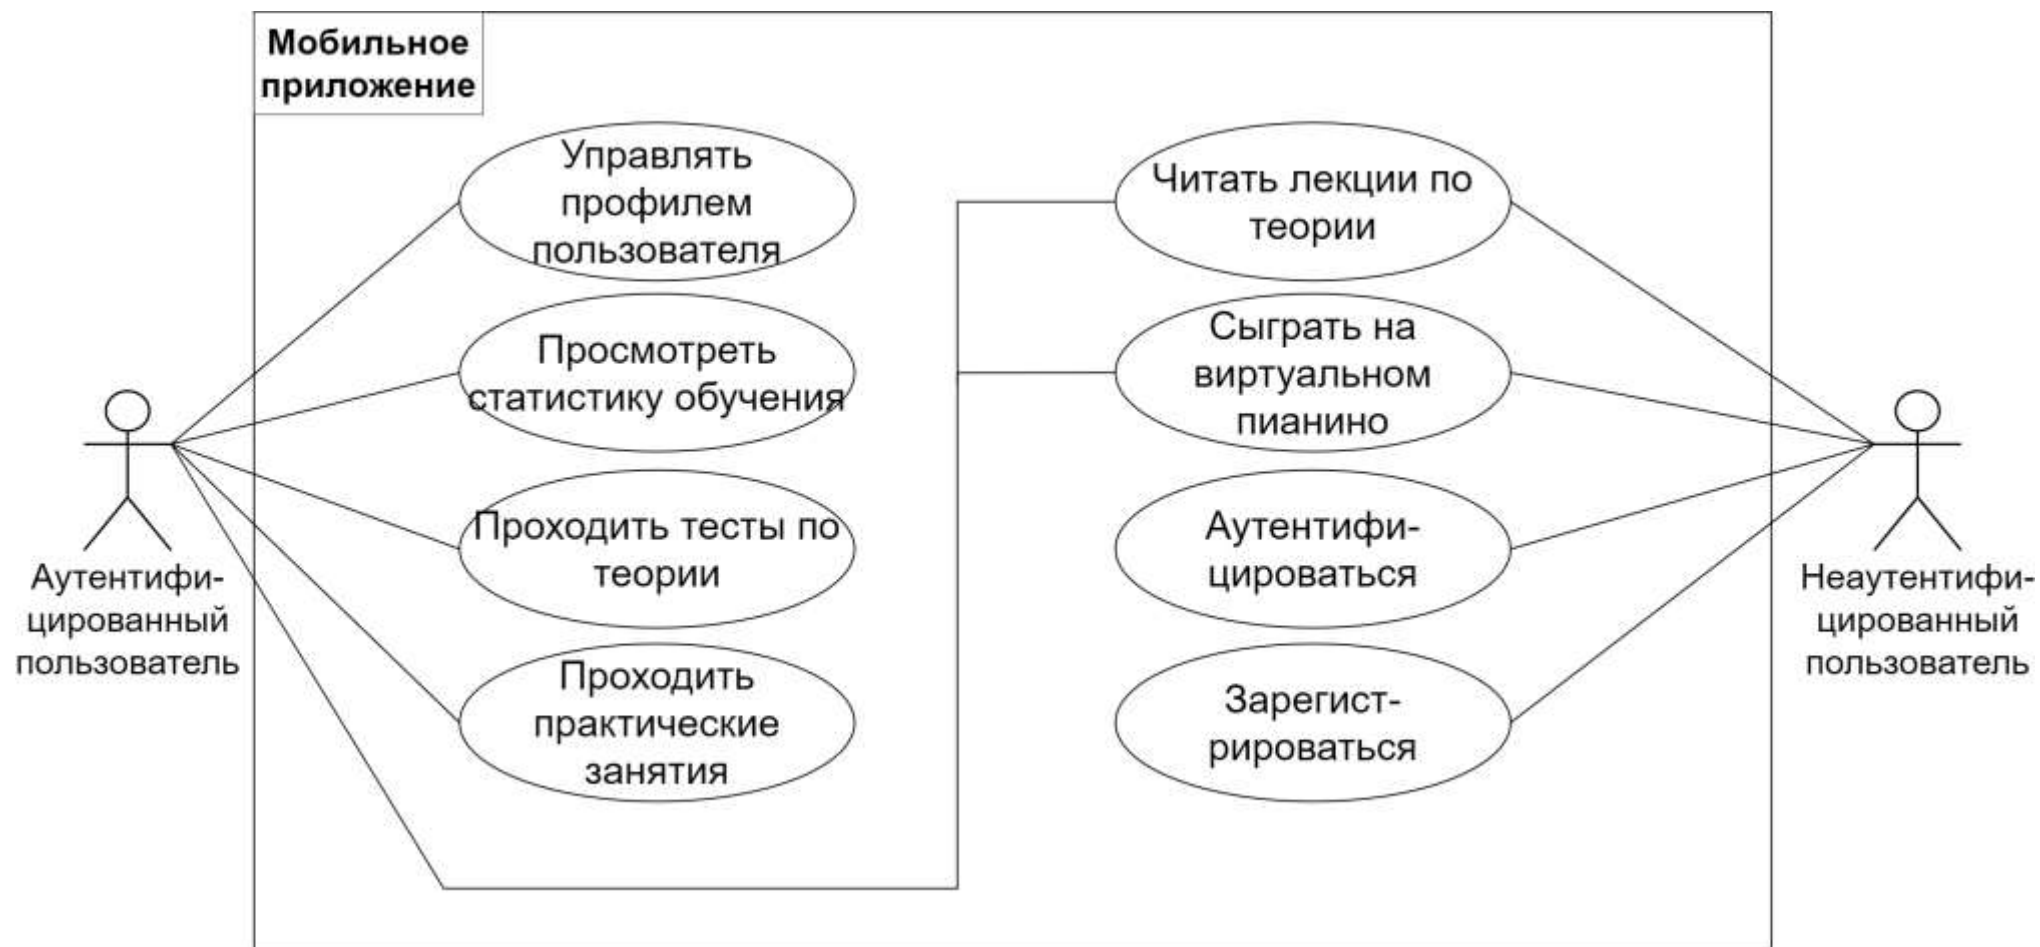 Мобильное
приложение
Управлять
профилем
пользователя
Читать лекции по
теории
Просмотреть
статистику обучения
Сыграть на
виртуальном
пианино
Аутентифи-
цированный
пользователь
Проходить тесты по
теории
Аутентифи-
цироваться
Неаутентифи-
цированный
пользователь
Проходить
практические
занятия
Зарегист-
рироваться